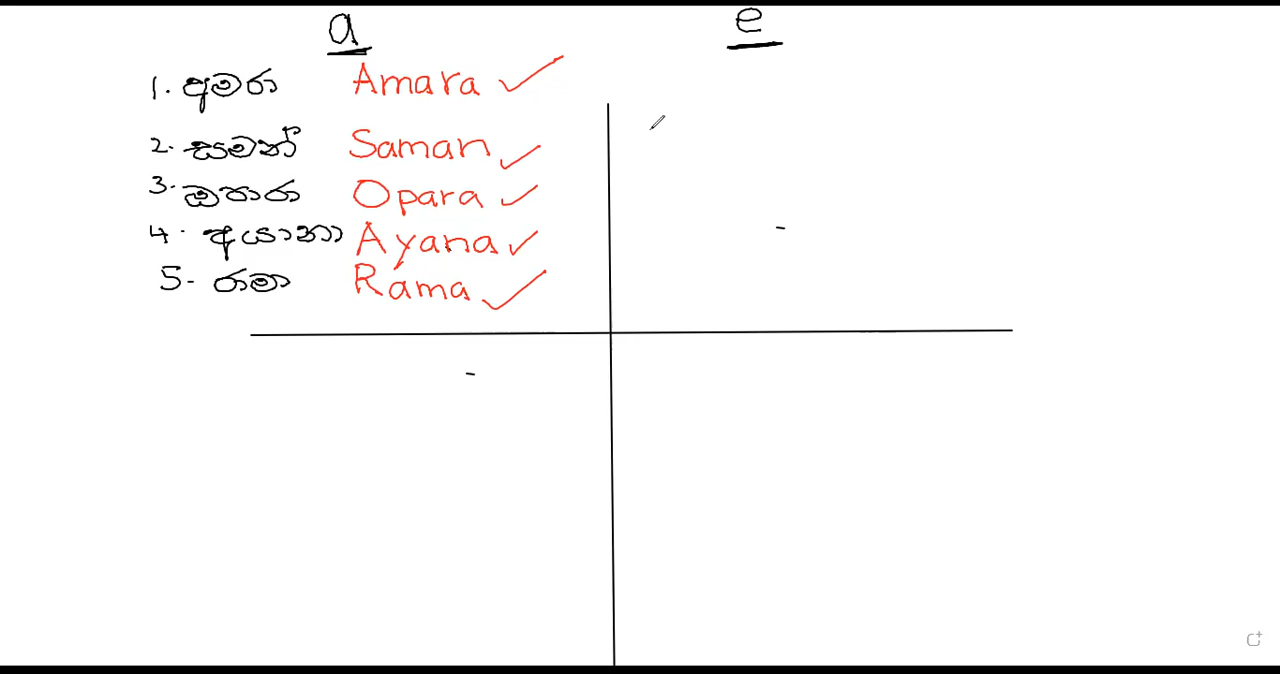 a e
1. අමරා Amara
2. සමන් Saman
3. ඔපාරා Opara
4. අයානා Ayana
5- රාමා Rama